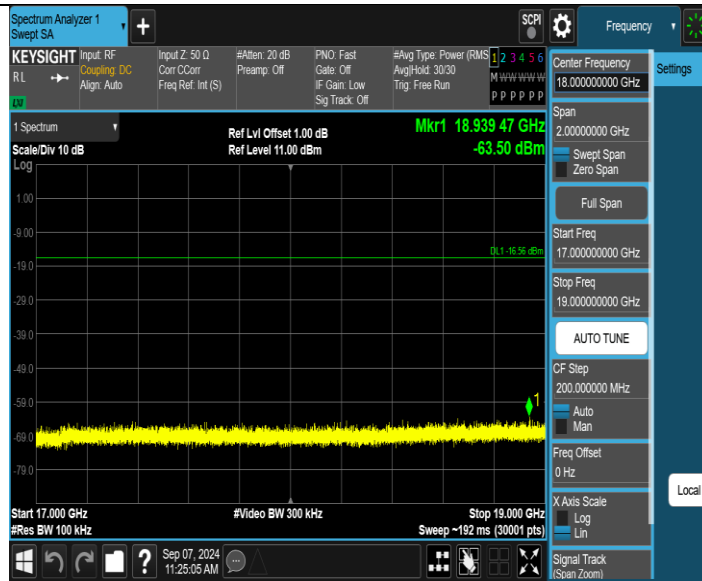 Spectrum Analyzer 1
Swept SA
SCPI
Frequency
KEYSIGHT
R L
LXI
Input: RF
Coupling: DC
Align: Auto
Input Z: 50 Ω
Corr CCorr
Freq Ref: Int (S)
#Atten: 20 dB
Preamp: Off
PNO: Fast
Gate: Off
IF Gain: Low
Sig Track: Off
#Avg Type: Power (RMS
Avg|Hold: 30/30
Trig: Free Run
1 2 3 4 5 6
M W W W W W
P P P P P P
1 Spectrum
Scale/Div 10 dB
Log
Ref Lvl Offset 1.00 dB
Ref Level 11.00 dBm
Mkr1 18.939 47 GHz
-63.50 dBm
1.00
-9.00
DL1 -16.56 dBm
-19.0
-29.0
-39.0
-49.0
-59.0
1
-69.0
-79.0
Start 17.000 GHz
#Res BW 100 kHz
#Video BW 300 kHz
Stop 19.000 GHz
Sweep ~192 ms (30001 pts)
Sep 07, 2024
11:25:05 AM
?
Center Frequency
18.000000000 GHz
Settings
Span
2.00000000 GHz
Swept Span
Zero Span
Full Span
Start Freq
17.000000000 GHz
Stop Freq
19.000000000 GHz
AUTO TUNE
CF Step
200.000000 MHz
Auto
Man
Freq Offset
0 Hz
X Axis Scale
Log
Lin
Local
Signal Track
(Span Zoom)